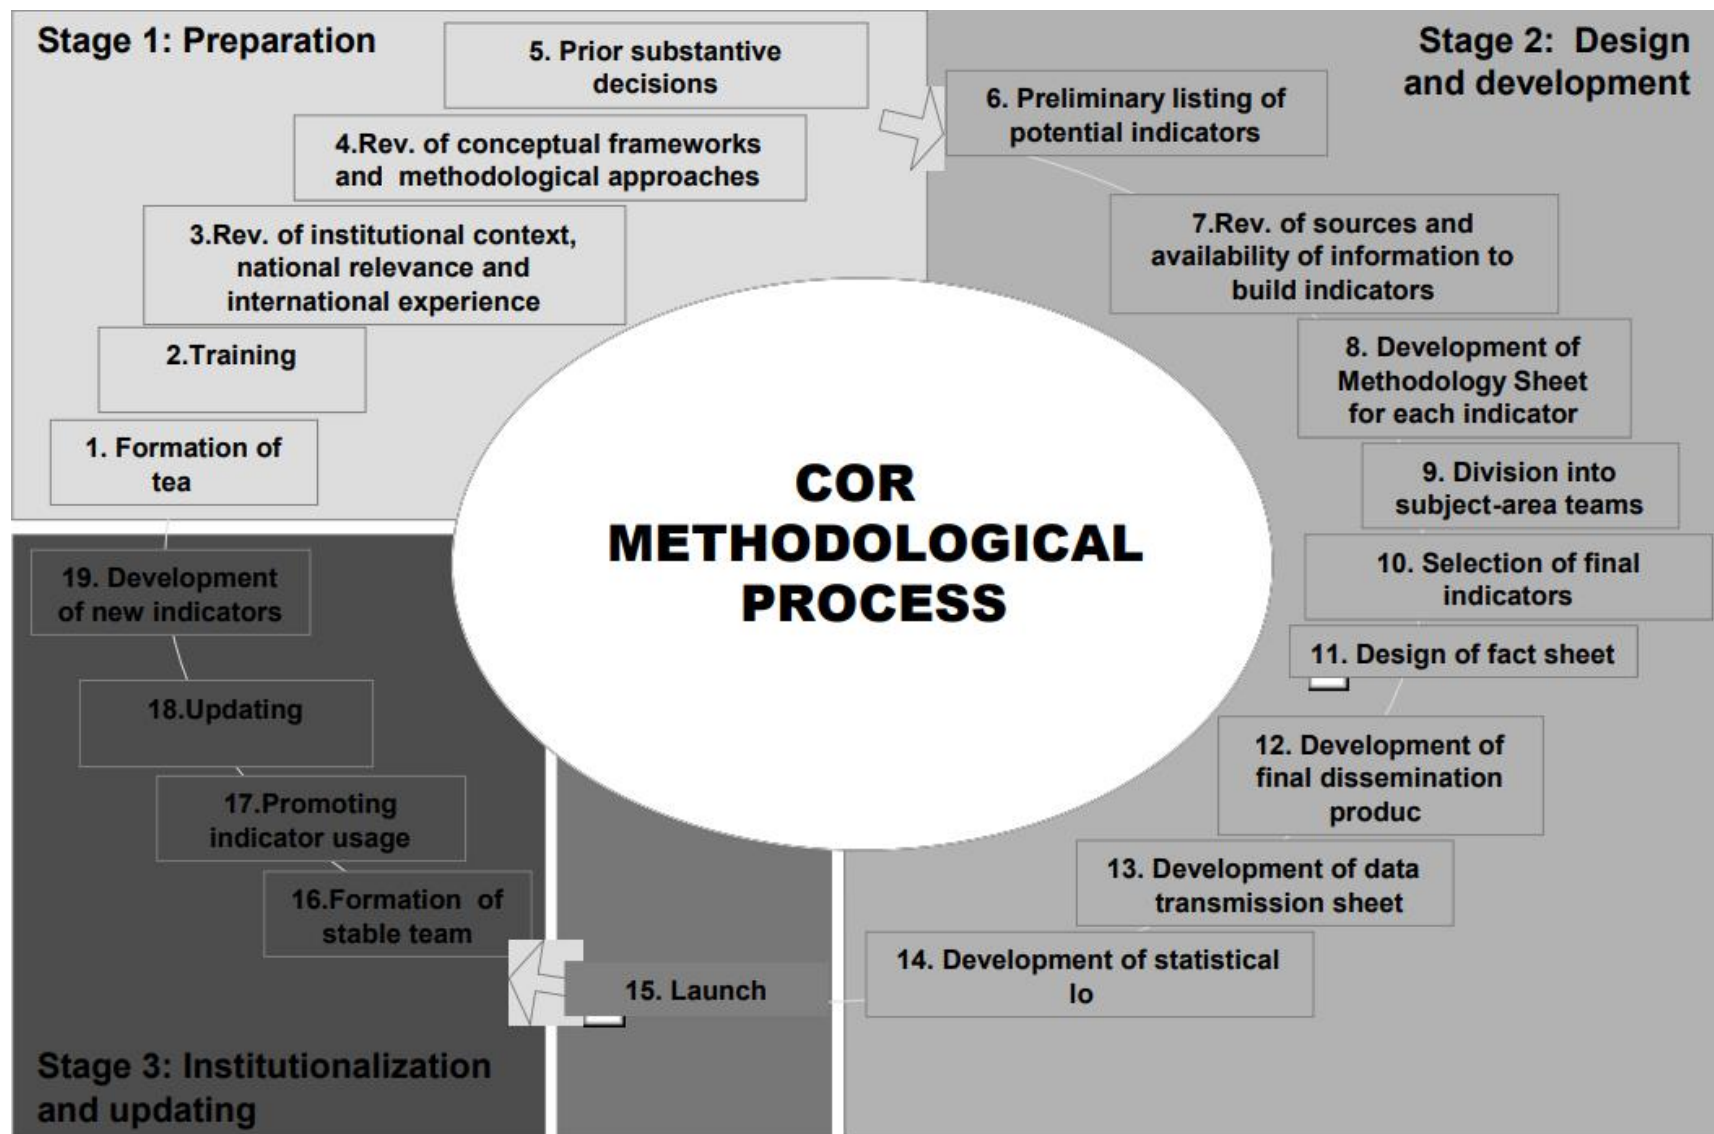 Stage 1: Preparation
5. Prior substantive
decisions
4.Rev. of conceptual frameworks
and methodological approaches
3.Rev. of institutional context,
national relevance and
international experience
2.Training
1. Formation of
tea
Stage 2: Design
and development
6. Preliminary listing of
potential indicators
7.Rev. of sources and
availability of information to
build indicators
8. Development of
Methodology Sheet
for each indicator
9. Division into
subject-area teams
10. Selection of final
indicators
11. Design of fact sheet
12. Development of
final dissemination
produc
13. Development of data
transmission sheet
14. Development of statistical
lo
COR
METHODOLOGICAL
PROCESS
19. Development
of new indicators
18.Updating
17.Promoting
indicator usage
16.Formation of
stable team
15. Launch
Stage 3: Institutionalization
and updating